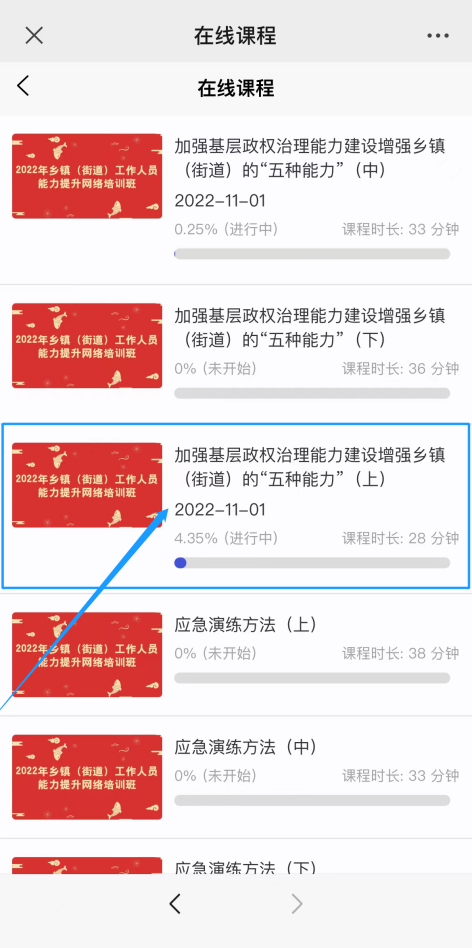 在线课程
在线课程
2022年乡镇（街道）工作人员
能力提升网络培训班
加强基层政权治理能力建设增强乡镇
（街道）的“五种能力”（中）
2022-11-01
0.25% (进行中)
课程时长: 33 分钟
2022年乡镇（街道）工作人员
能力提升网络培训班
加强基层政权治理能力建设增强乡镇
（街道）的“五种能力”（下）
0% (未开始)
课程时长: 36 分钟
2022年乡镇（街道）工作人员
能力提升网络培训班
加强基层政权治理能力建设增强乡镇
（街道）的“五种能力”（上）
2022-11-01
4.35% (进行中)
课程时长: 28 分钟
2022年乡镇（街道）工作人员
能力提升网络培训班
应急演练方法（上）
0% (未开始)
课程时长: 38 分钟
2022年乡镇（街道）工作人员
能力提升网络培训班
应急演练方法（中）
0% (未开始)
课程时长: 33 分钟
应急演练方法（下）